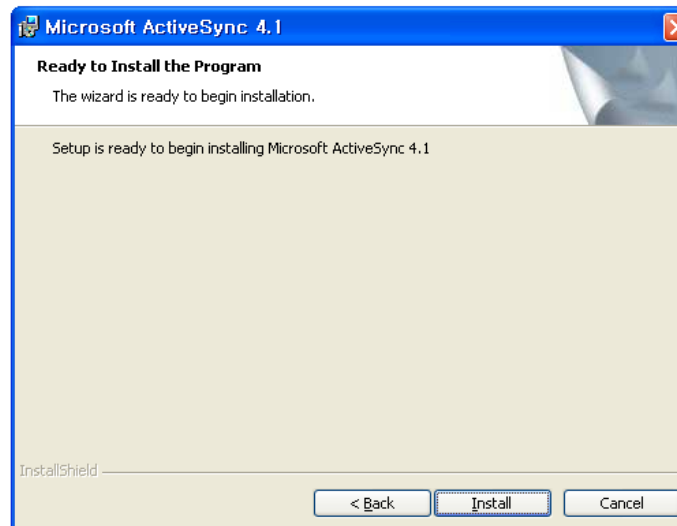 Microsoft ActiveSync 4.1
Ready to Install the Program
The wizard is ready to begin installation.
Setup is ready to begin installing Microsoft ActiveSync 4.1
InstallShield
< Back
Install
Cancel